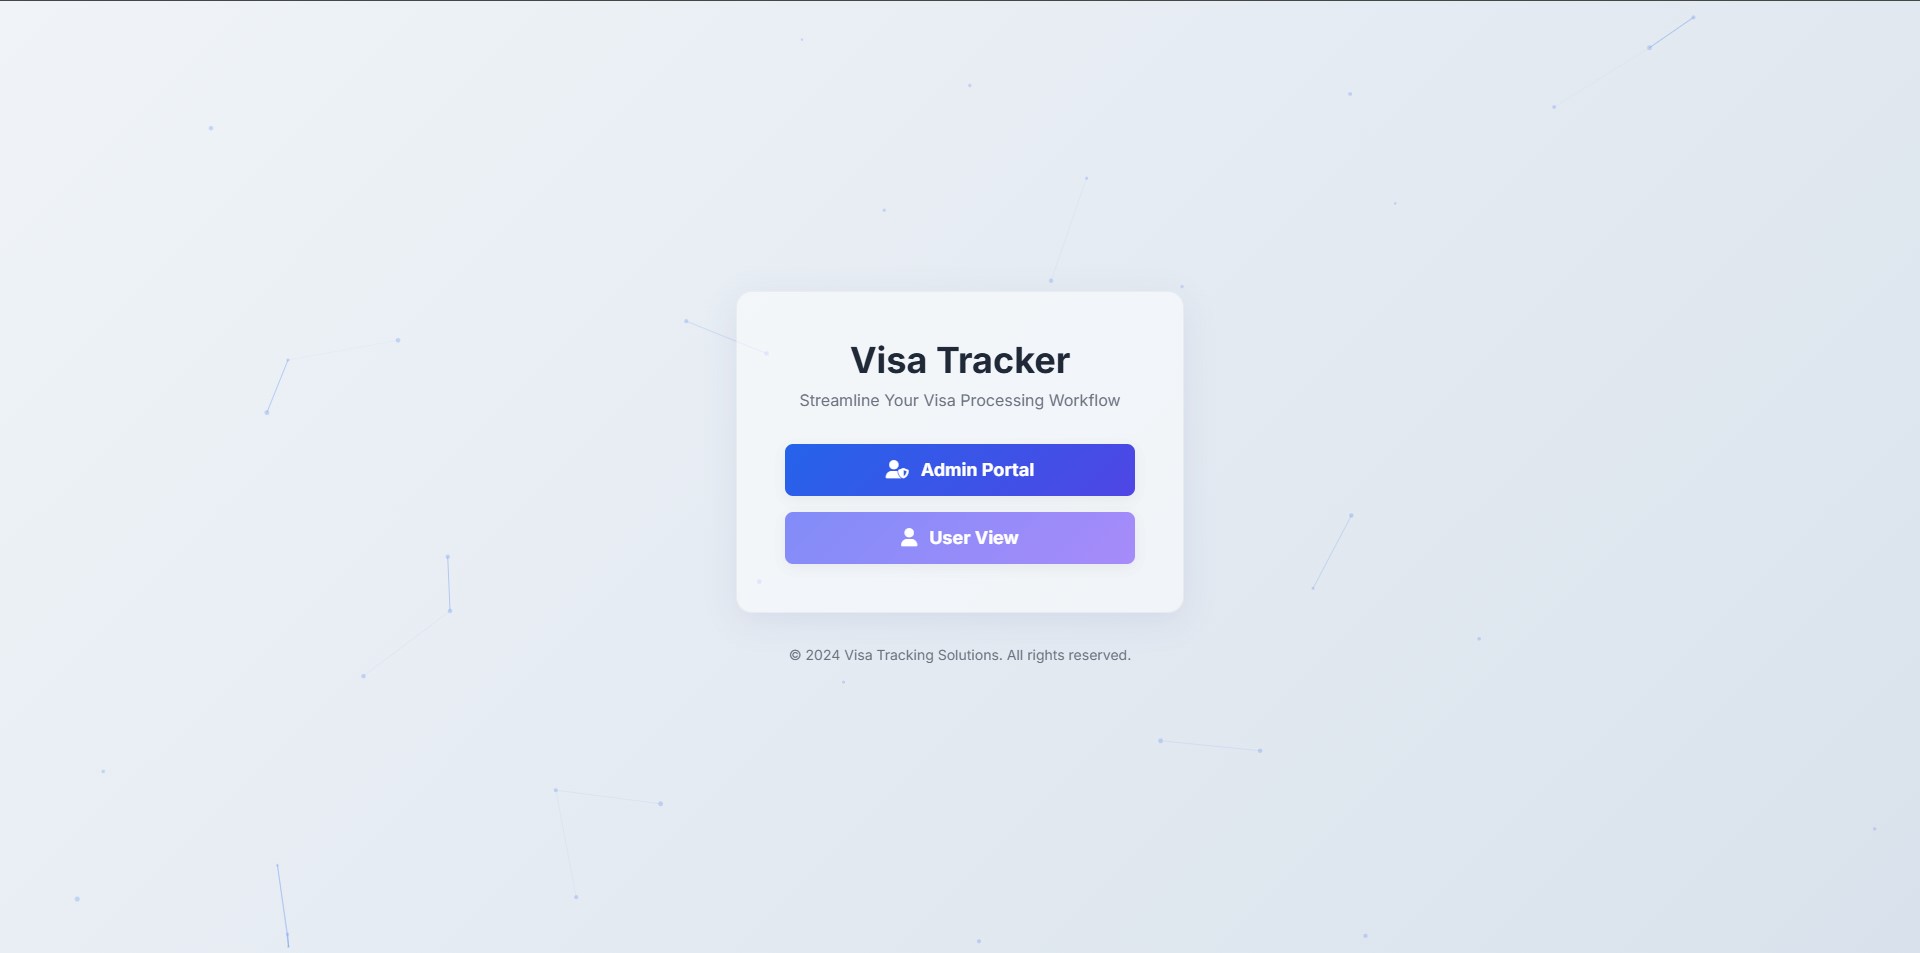 Visa Tracker
Streamline Your Visa Processing Workflow
Admin Portal
User View
© 2024 Visa Tracking Solutions. All rights reserved.